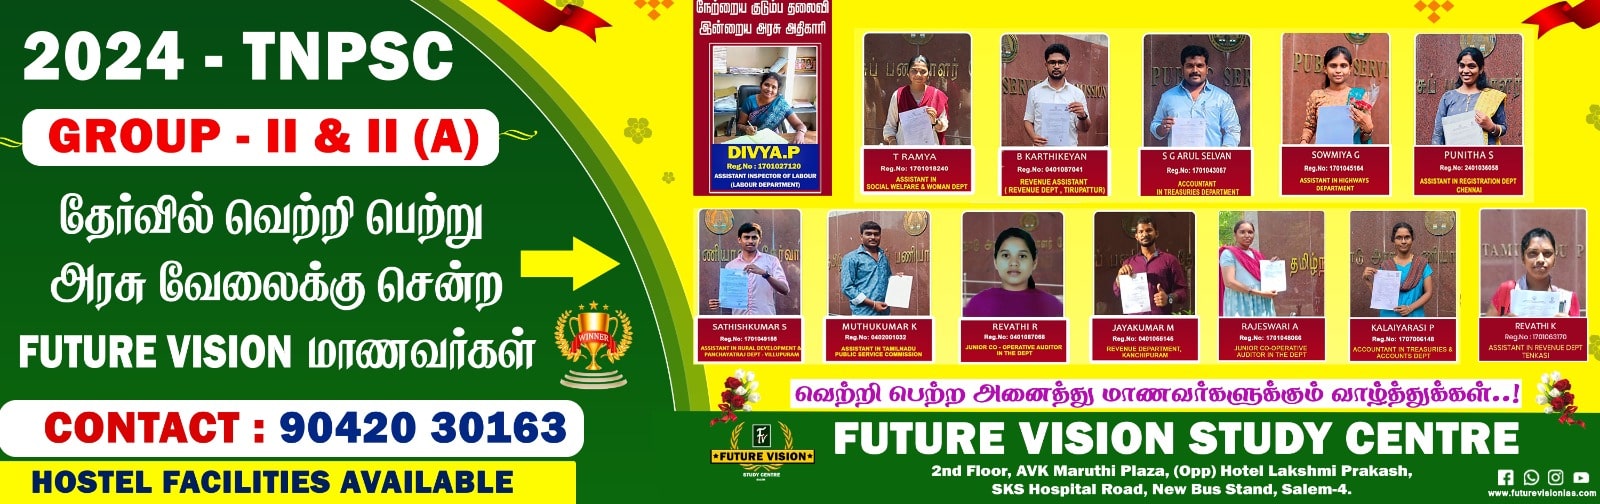 2024 - TNPSC
GROUP - II & II (A)
தேர்வில் வெற்றி பெற்று
அரசு வேலைக்கு சென்ற
FUTURE VISION மாணவர்கள்
WINNER
CONTACT : 90420 30163
HOSTEL FACILITIES AVAILABLE
நேற்றைய குடும்ப தலைவி
இன்றைய அரசு அதிகாரி
DIVYA.P
Reg.No : 1701027120
ASSISTANT INSPECTOR OF LABOUR
(LABOUR DEPARTMENT)
T RAMYA
Reg.No : 1701018240
ASSISTANT IN
SOCIAL WELFARE & WOMAN DEPT
B KARTHIKEYAN
Reg.No: 0401087041
REVENUE ASSISTANT
( REVENUE DEPT , TIRUPATTUR)
S G ARUL SELVAN
Reg.No: 1701043087
ACCOUNTANT
IN TREASURIES DEPARTMENT
SOWMIYA G
Reg.No: 1701045184
ASSISTANT IN HIGHWAYS
DEPARTMENT
PUNITHA S
Reg.No: 2401036058
ASSISTANT IN REGISTRATION DEPT
CHENNAI
SATHISHKUMAR S
Reg.No: 1701049188
ASSISTANT IN RURAL DEVELOPMENT &
PANCHAYATRAJ DEPT - VILLUPURAM
MUTHUKUMAR K
Reg.No: 0402001032
ASSISTANT IN TAMILNADU
PUBLIC SERVICE COMMISSION
REVATHI R
Reg.No: 0401087068
JUNIOR CO - OPERATIVE AUDITOR
IN THE DEPT
JAYAKUMAR M
Reg.No: 0401066146
REVENUE DEPARTMENT,
KANCHIPURAM
RAJESWARI A
Reg.No: 1701048066
JUNIOR CO-OPERATIVE
AUDITOR IN THE DEPT
KALAIYARASI P
Reg.No: 1707006148
ACCOUNTANT IN TREASURIES &
ACCOUNTS DEPT
REVATHI K
Reg.No: 1701063170
ASSISTANT IN REVENUE DEPT
TENKASI
வெற்றி பெற்ற அனைத்து மாணவர்களுக்கும் வாழ்த்துக்கள்..!
FV
FUTURE VISION
STUDY CENTRE
FUTURE VISION STUDY CENTRE
2nd Floor, AVK Maruthi Plaza, (Opp) Hotel Lakshmi Prakash,
SKS Hospital Road, New Bus Stand, Salem-4.
www.futurevisionias.com